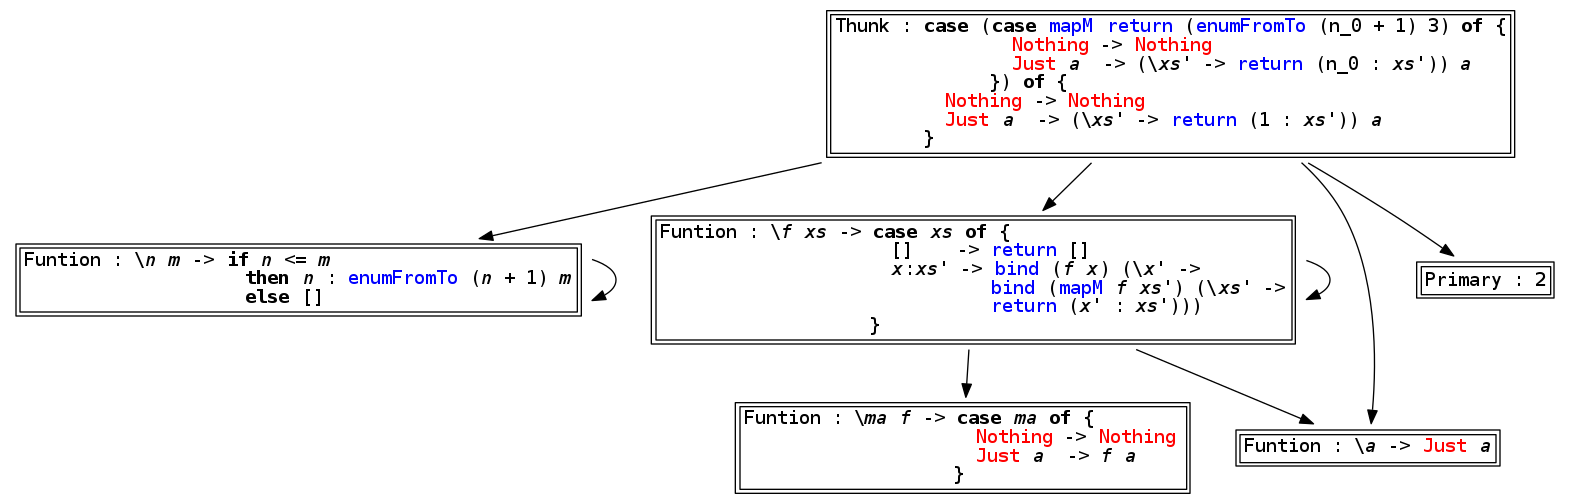 Thunk : case (case mapM return (enumFromTo (n_0 + 1) 3) of {
Nothing -> Nothing
Just a  -> (\xs' -> return (n_0 : xs')) a
}) of {
Nothing -> Nothing
Just a  -> (\xs' -> return (1 : xs')) a
}
Funtion : \n m -> if n <= m
then n : enumFromTo (n + 1) m
else []
Funtion : \f xs -> case xs of {
[]    -> return []
x:xs' -> bind (f x) (\x' ->
bind (mapM f xs') (\xs' ->
return (x' : xs')))
}
Primary : 2
Funtion : \ma f -> case ma of {
Nothing -> Nothing
Just a  -> f a
}
Funtion : \a -> Just a